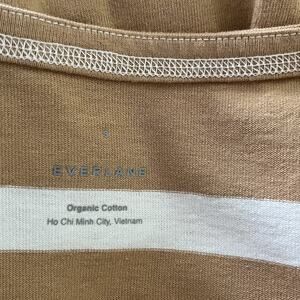 S
EVERLANE
Organic Cotton
Ho Chi Minh City, Vietnam